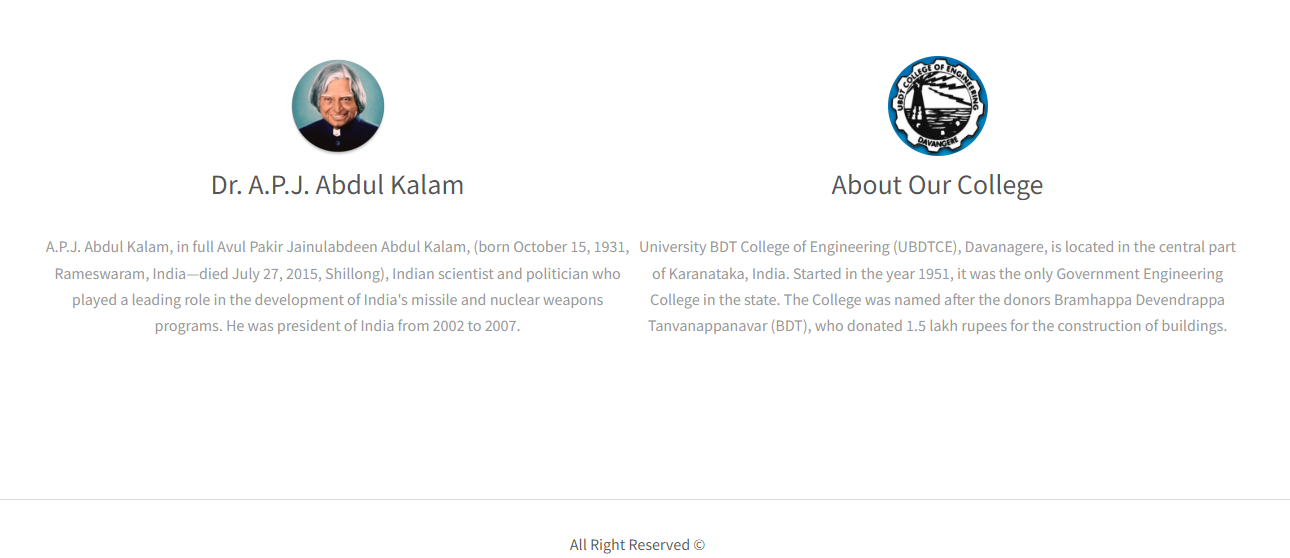 UBDT COLLEGE OF ENGINEERING
DAVANGERE
Dr. A.P.J. Abdul Kalam
A.P.J. Abdul Kalam, in full Avul Pakir Jainulabdeen Abdul Kalam, (born October 15, 1931,
Rameswaram, India—died July 27, 2015, Shillong), Indian scientist and politician who
played a leading role in the development of India's missile and nuclear weapons
programs. He was president of India from 2002 to 2007.
About Our College
University BDT College of Engineering (UBDTCE), Davanagere, is located in the central part
of Karanataka, India. Started in the year 1951, it was the only Government Engineering
College in the state. The College was named after the donors Bramhappa Devendrappa
Tanvanappanavar (BDT), who donated 1.5 lakh rupees for the construction of buildings.
All Right Reserved ©